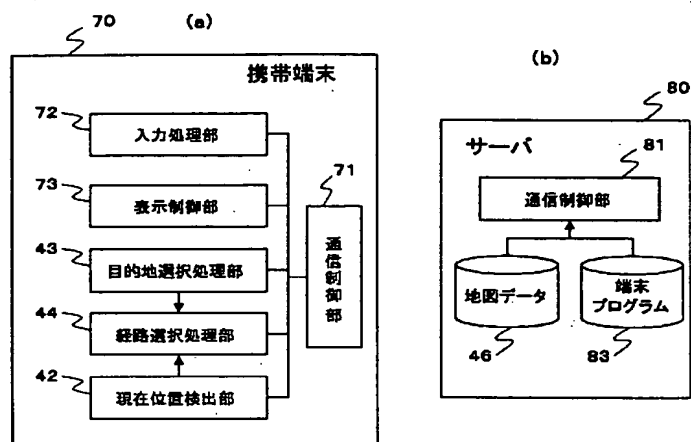 70
(a)
携帯端末
72
入力処理部
73
表示制御部
43
目的地選択処理部
44
経路選択処理部
42
現在位置検出部
71
通信制御部
(b)
80
サーバ
81
通信制御部
地図データ
端末
プログラム
46
83